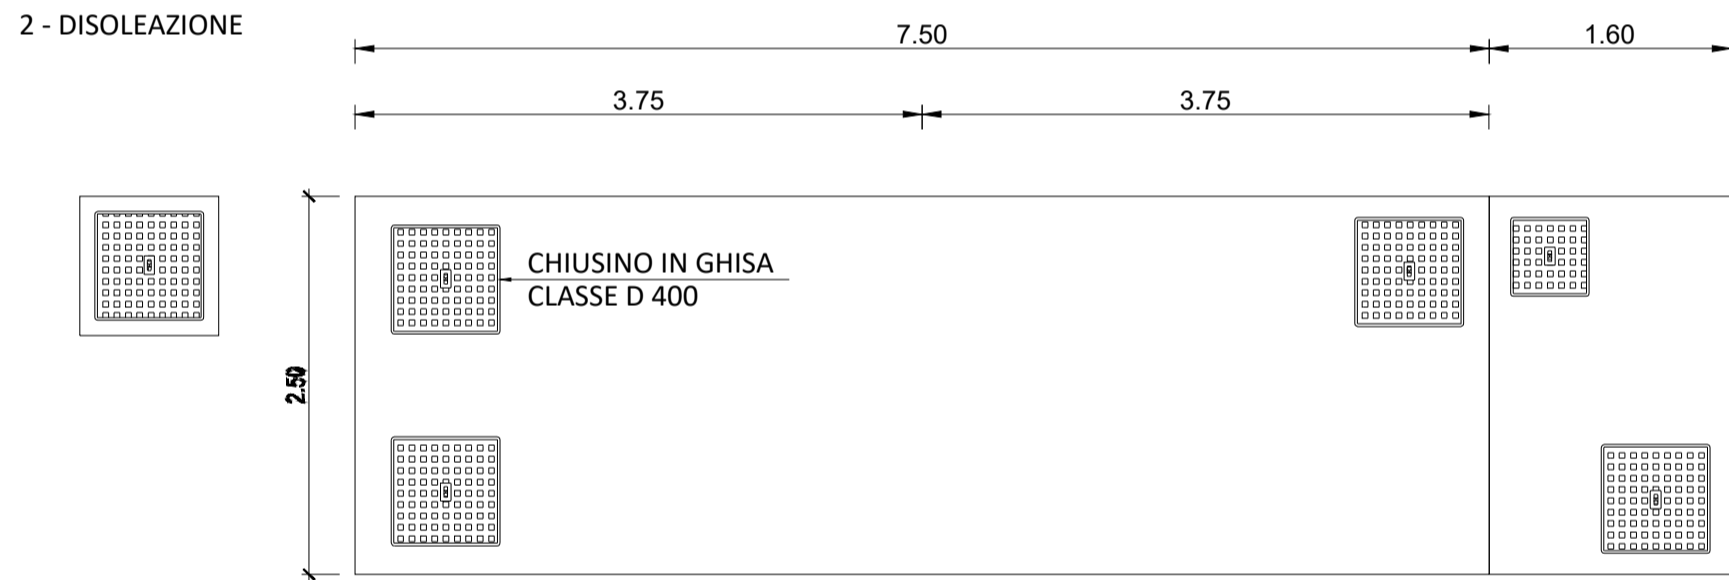 2 - DISOLEAZIONE
7.50
1.60
3.75
3.75
CHIUSINO IN GHISA
CLASSE D 400
2.50